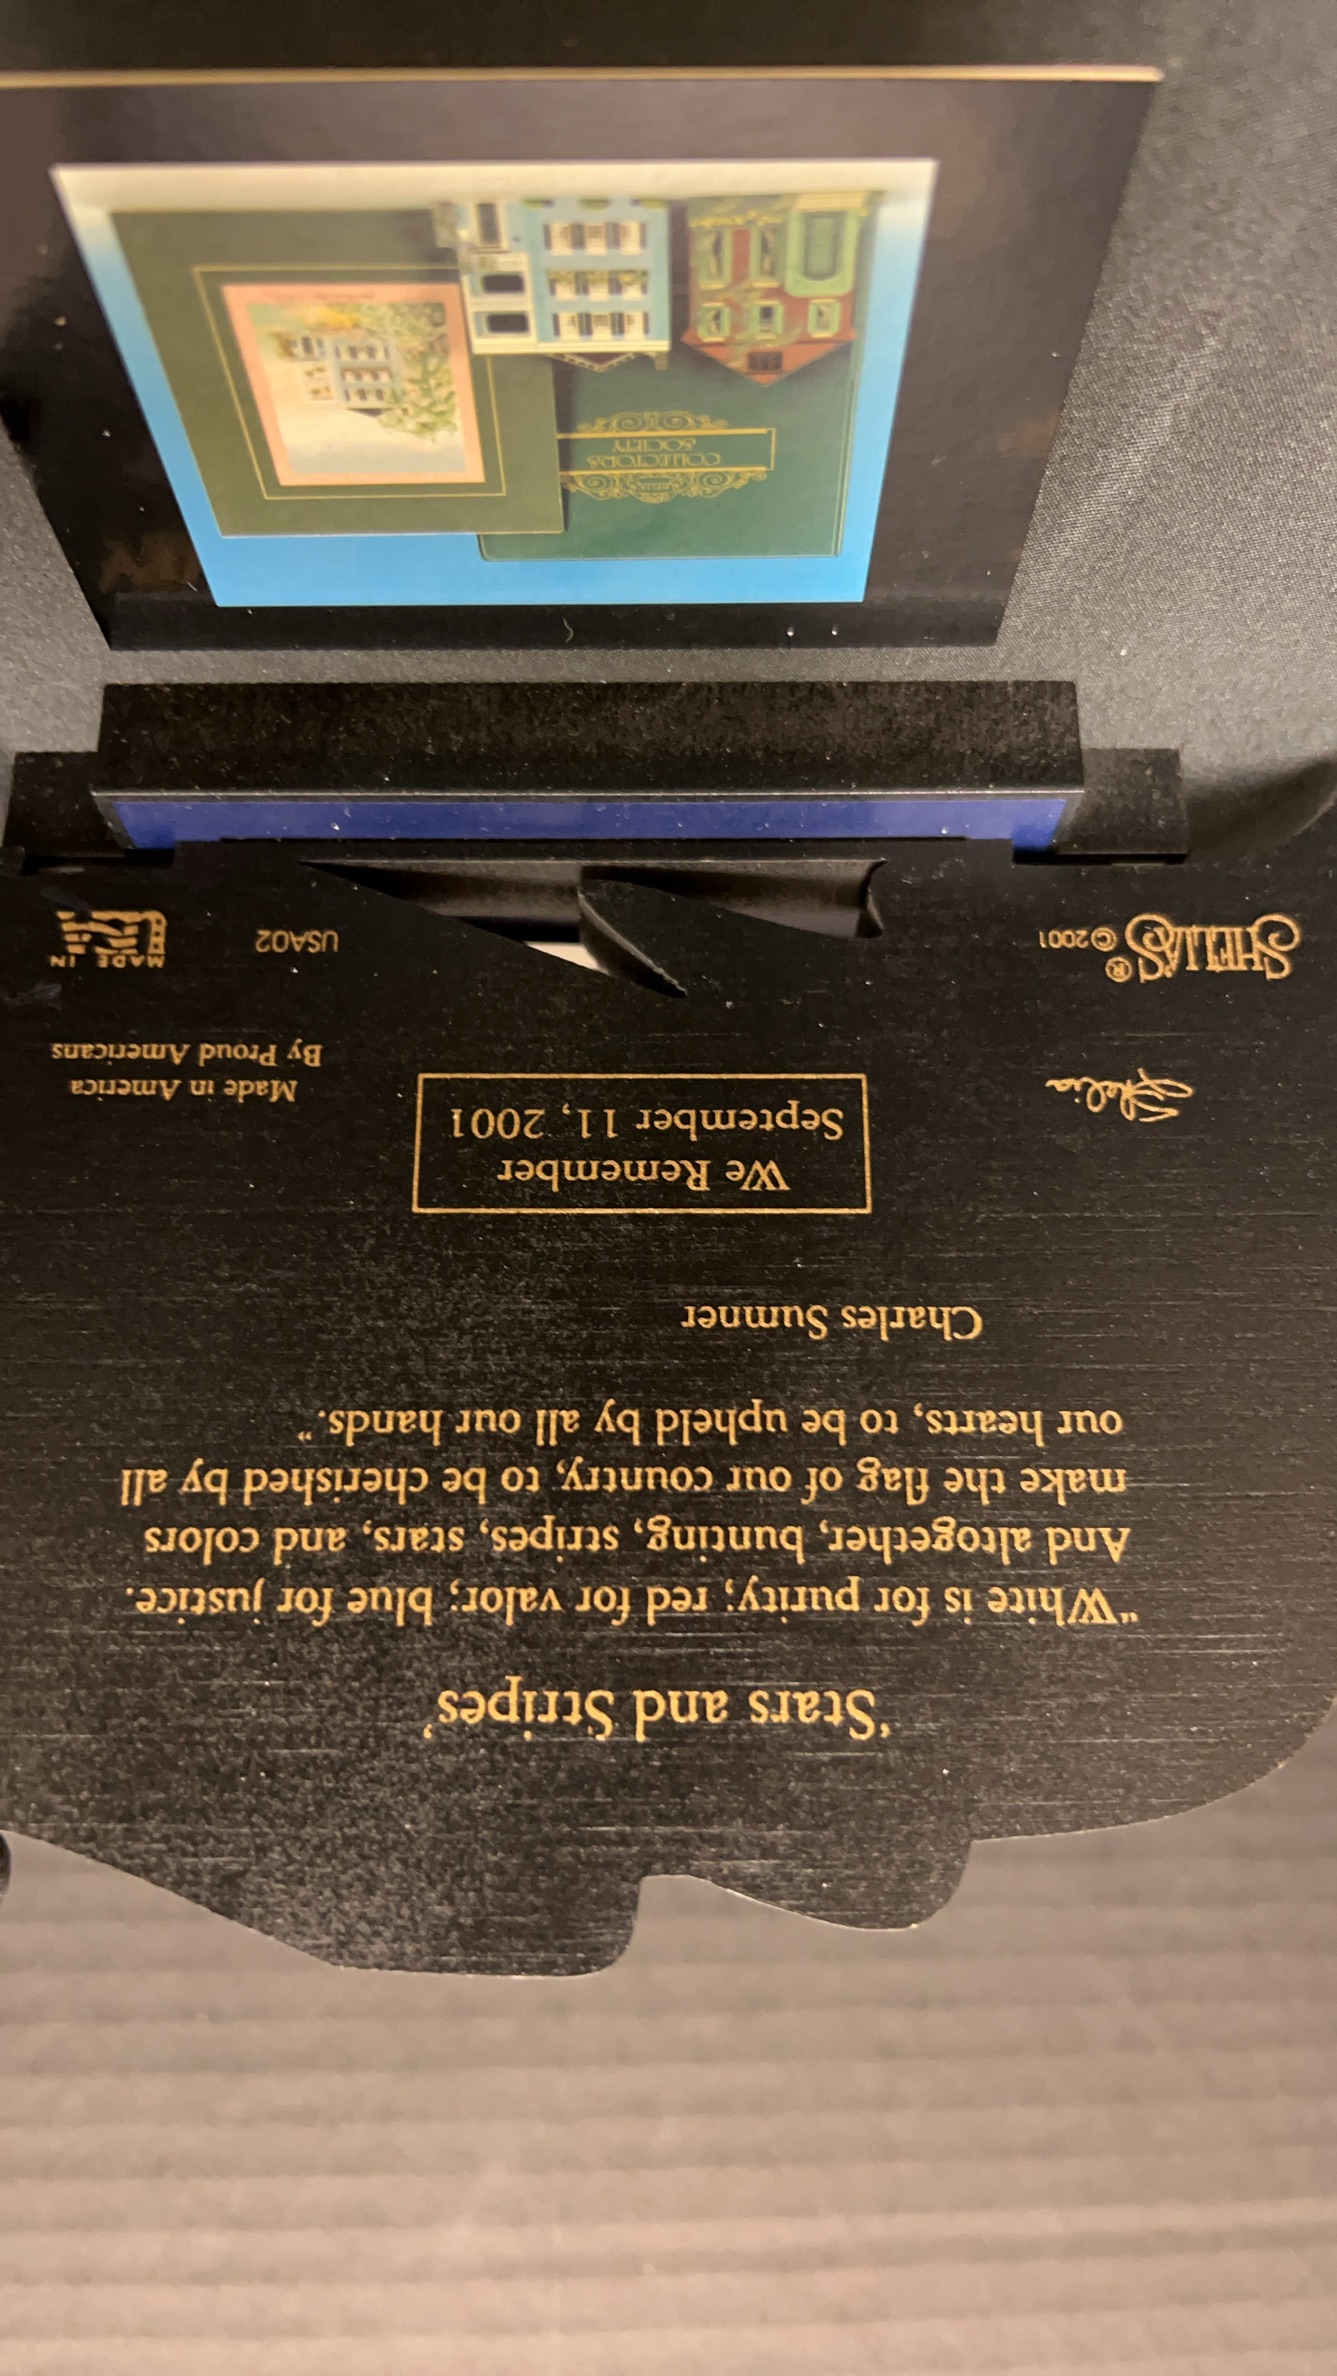 'Stars and Stripes'
"White is for purity; red for valor; blue for justice.
And altogether, bunting, stripes, stars, and colors
make the flag of our country, to be cherished by all
our hearts, to be upheld by all our hands."
Charles Sumner
We Remember
September 11, 2001
Shelia
Made in America
By Proud Americans
SHELIA'S® ©2001
USA02
MADE IN
USA
SHELIA'S
COLLECTORS
SOCIETY